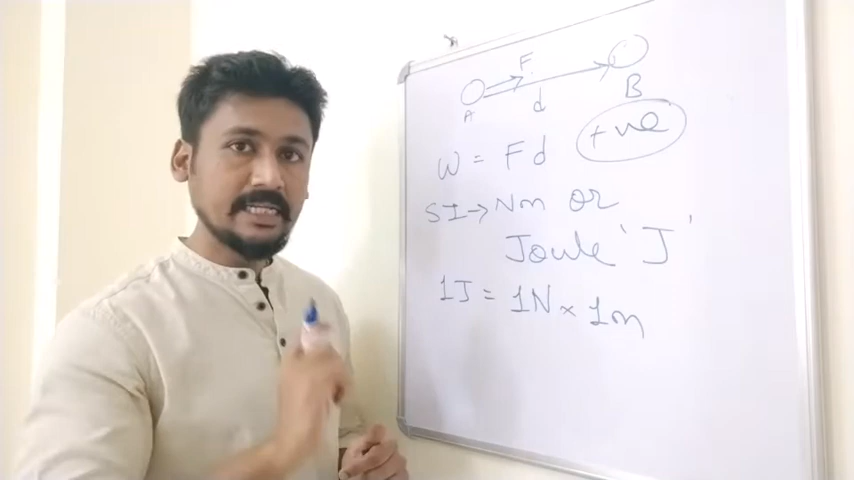 F
A
d
B
+ve
W = Fd
SI → Nm or
Joule 'J'
1J = 1N × 1m